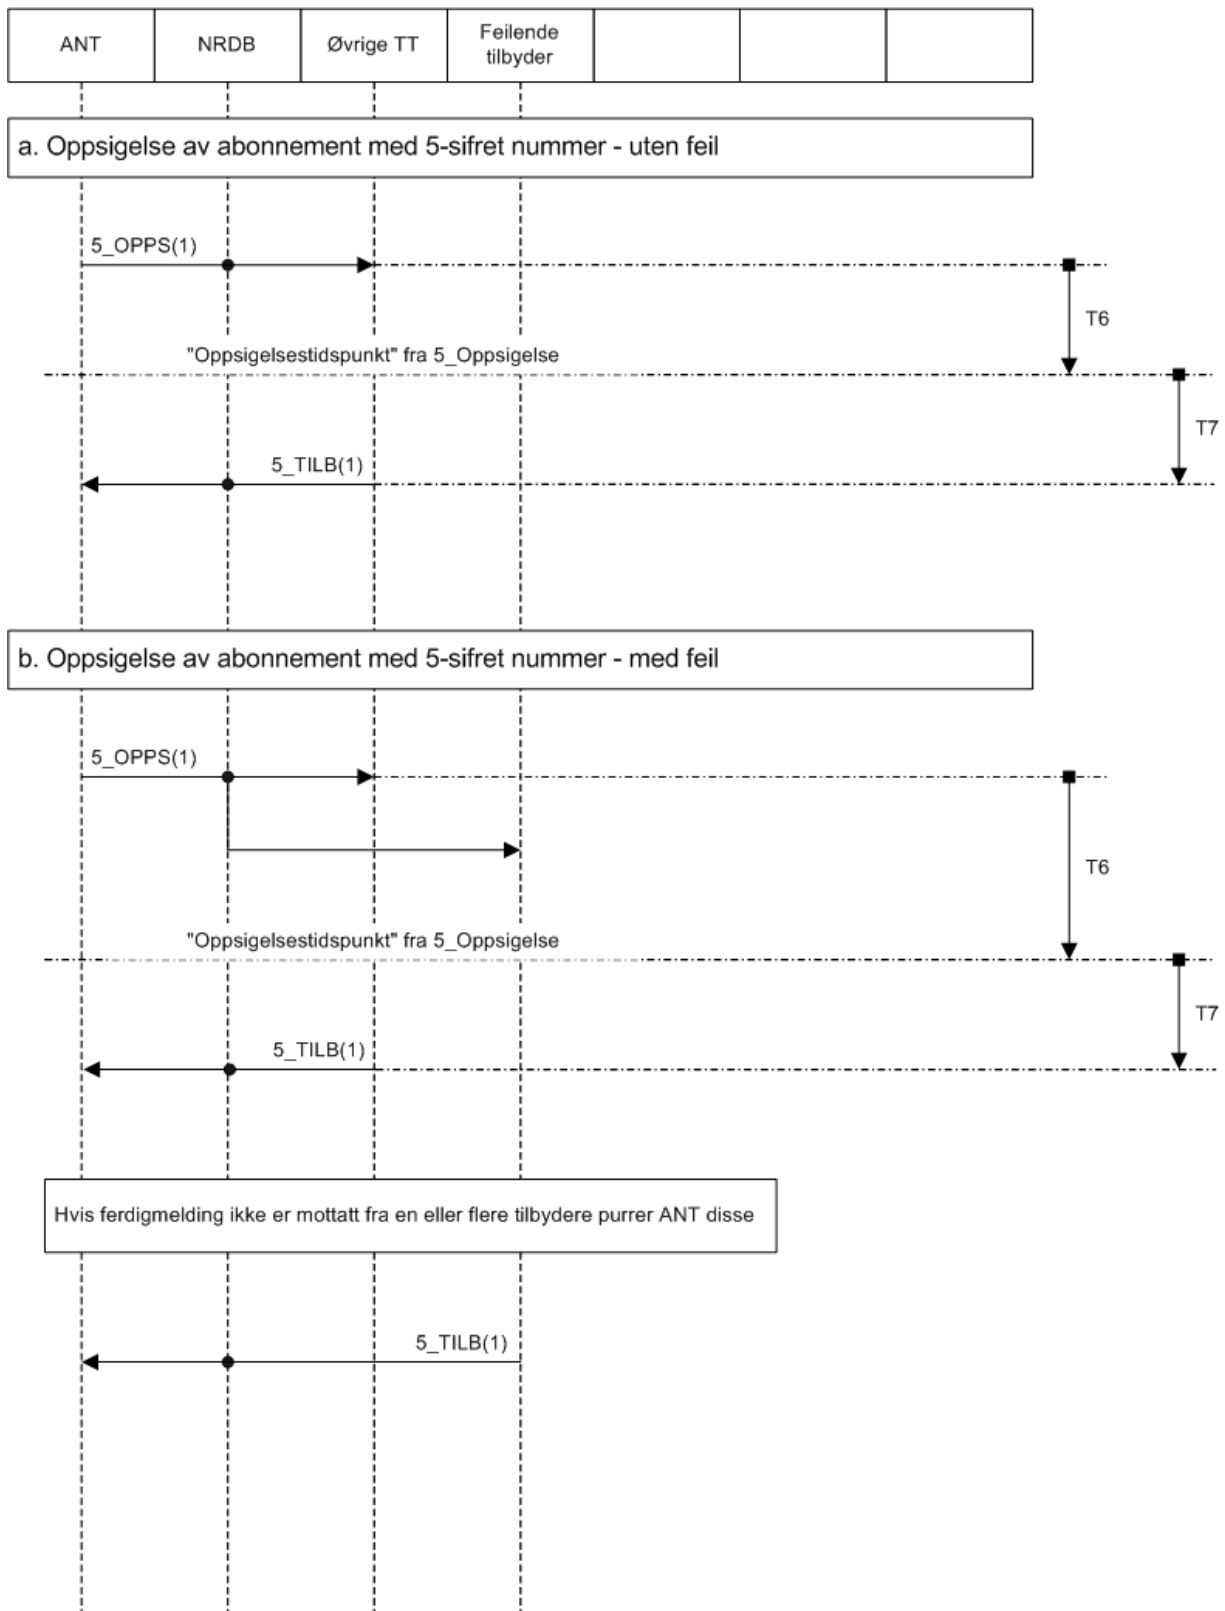 ANT
NRDB
Øvrige TT
Feilende
tilbyder
a. Oppsigelse av abonnement med 5-sifret nummer - uten feil
5_OPPS(1)
T6
"Oppsigelsestidspunkt" fra 5_Oppsigelse
T7
5_TILB(1)
b. Oppsigelse av abonnement med 5-sifret nummer - med feil
5_OPPS(1)
T6
"Oppsigelsestidspunkt" fra 5_Oppsigelse
T7
5_TILB(1)
Hvis ferdigmelding ikke er mottatt fra en eller flere tilbydere purrer ANT disse
5_TILB(1)